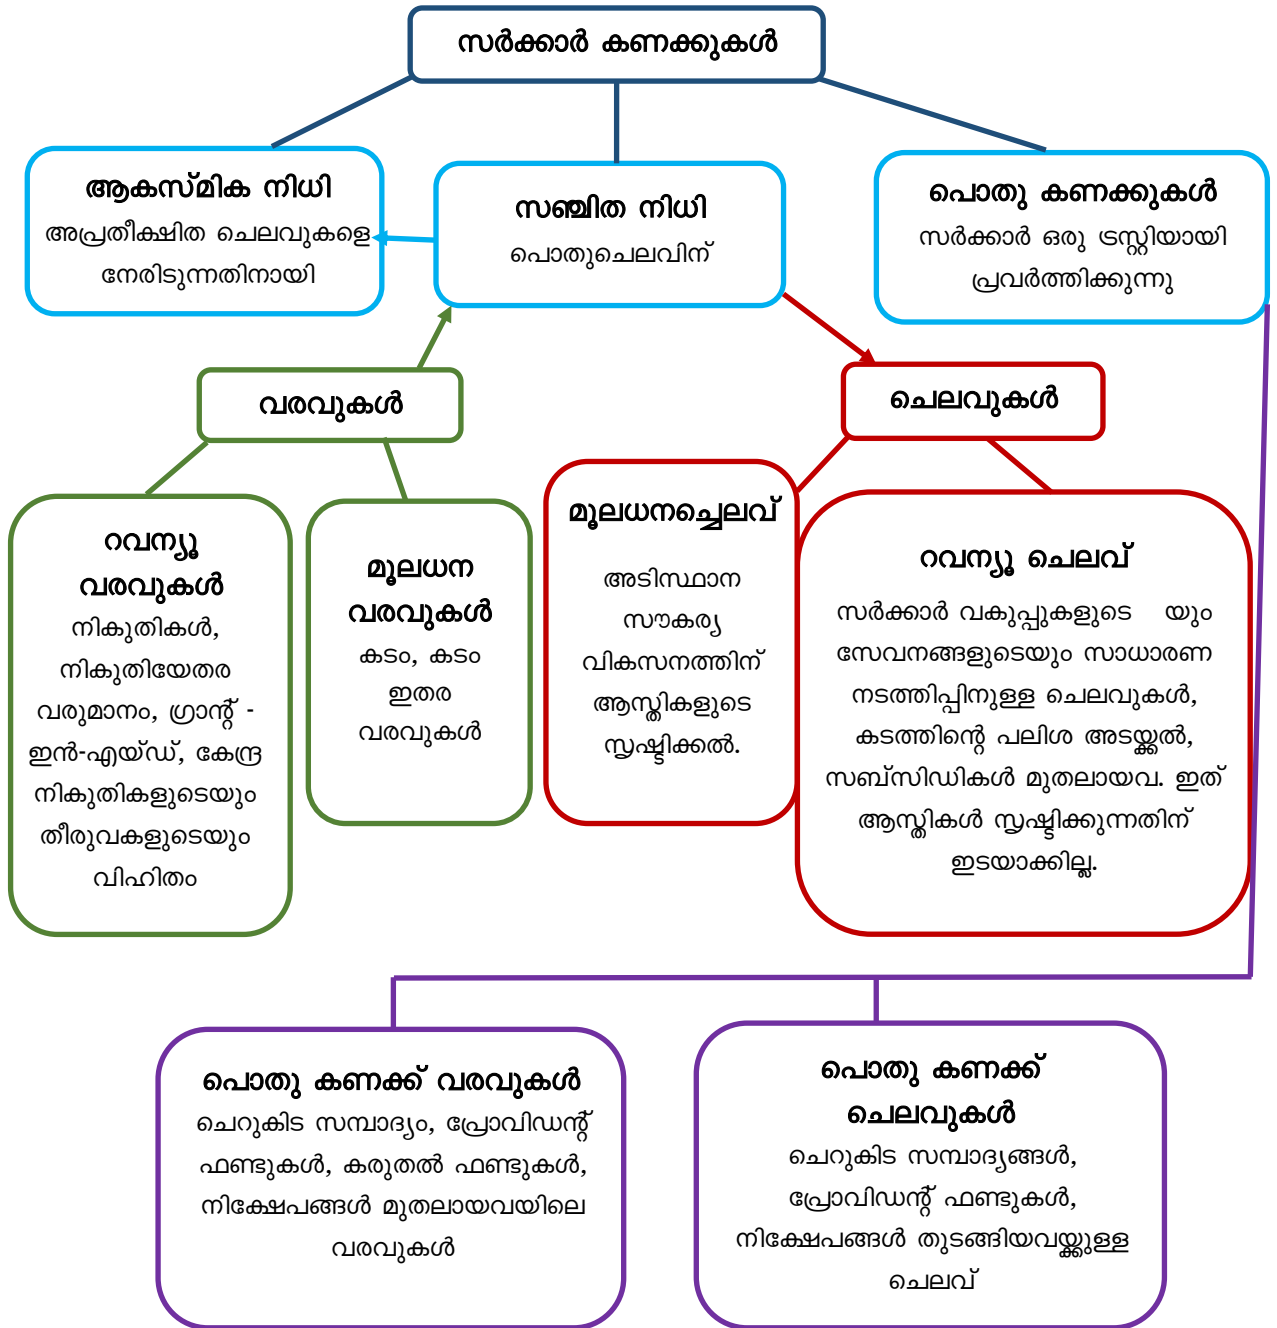 സർക്കാർ കണക്കുകൾ
ആകസ്മിക നിധി
അപ്രതീക്ഷിത ചെലവുകളെ
നേരിടുന്നതിനായി
സഞ്ചിത നിധി
പൊതുചെലവിന്
പൊതു കണക്കുകൾ
സർക്കാർ ഒരു ട്രസ്റ്റിയായി
പ്രവർത്തിക്കുന്നു
വരവുകൾ
ചെലവുകൾ
റവന്യൂ
വരവുകൾ
നികുതികൾ,
നികുതിയേതര
വരുമാനം, ഗ്രാന്റ് -
ഇൻ-എയ്ഡ്, കേന്ദ്ര
നികുതികളുടെയും
തീരുവകളുടെയും
വിഹിതം
മൂലധന
വരവുകൾ
കടം, കടം
ഇതര
വരവുകൾ
മൂലധനച്ചെലവ്
അടിസ്ഥാന
സൗകര്യ
വികസനത്തിന്
ആസ്തികളുടെ
സൃഷ്ടിക്കൽ.
റവന്യൂ ചെലവ്
സർക്കാർ വകുപ്പുകളുടെ യും
സേവനങ്ങളുടെയും സാധാരണ
നടത്തിപ്പിനുള്ള ചെലവുകൾ,
കടത്തിന്റെ പലിശ അടയ്ക്കൽ,
സബ്സിഡികൾ മുതലായവ. ഇത്
ആസ്തികൾ സൃഷ്ടിക്കുന്നതിന്
ഇടയാക്കില്ല.
പൊതു കണക്ക് വരവുകൾ
ചെറുകിട സമ്പാദ്യം, പ്രോവിഡന്റ്
ഫണ്ടുകൾ, കരുതൽ ഫണ്ടുകൾ,
നിക്ഷേപങ്ങൾ മുതലായവയിലെ
വരവുകൾ
പൊതു കണക്ക്
ചെലവുകൾ
ചെറുകിട സമ്പാദ്യങ്ങൾ,
പ്രോവിഡന്റ് ഫണ്ടുകൾ,
നിക്ഷേപങ്ങൾ തുടങ്ങിയവയ്ക്കുള്ള
ചെലവ്